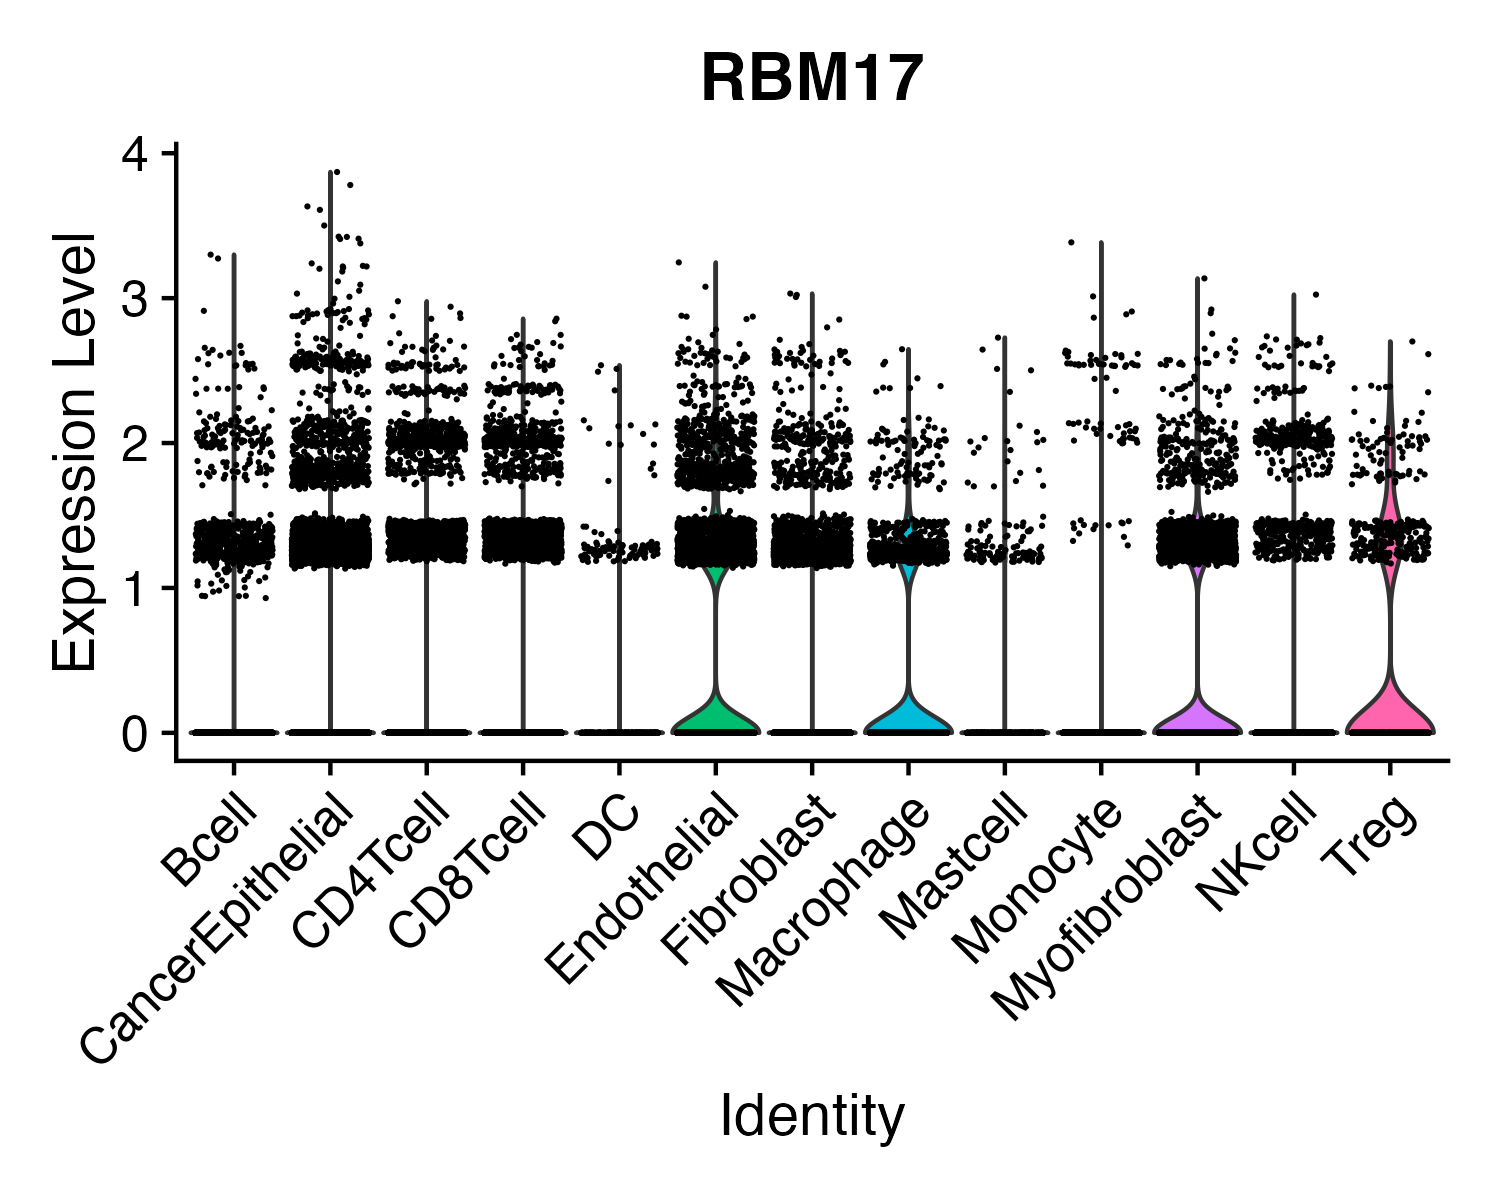 RBM17
Expression Level
4
3
2
1
0
Bcell
CancerEpithelial
CD4Tcell
CD8Tcell
DC
Endothelial
Fibroblast
Macrophage
Mastcell
Monocyte
Myofibroblast
NKcell
Treg
Identity